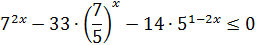 7^{2x} − 33 · (7/5)^x − 14 · 5^{1−2x} ≤ 0